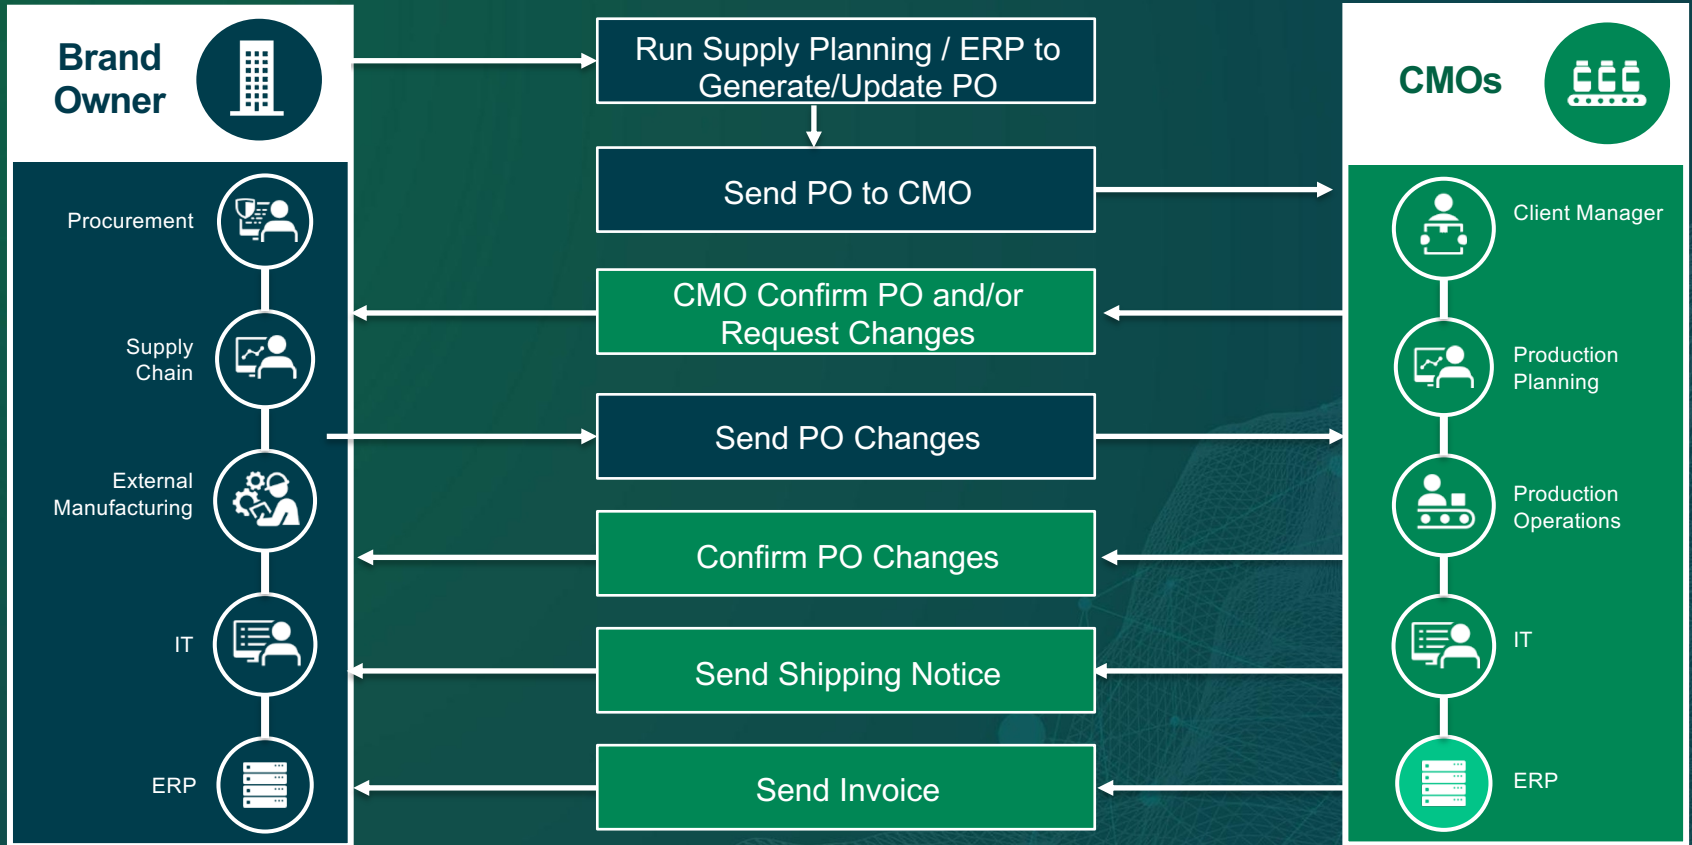 Brand
Owner
Procurement
Supply
Chain
External
Manufacturing
IT
ERP
Run Supply Planning / ERP to
Generate/Update PO
Send PO to CMO
CMO Confirm PO and/or
Request Changes
Send PO Changes
Confirm PO Changes
Send Shipping Notice
Send Invoice
CMOs
Client Manager
Production
Planning
Production
Operations
IT
ERP